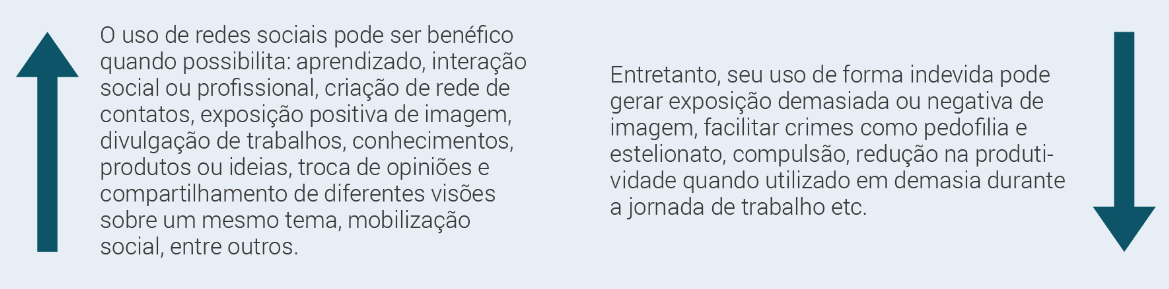 O uso de redes sociais pode ser benéfico
quando possibilita: aprendizado, interação
social ou profissional, criação de rede de
contatos, exposição positiva de imagem,
divulgação de trabalhos, conhecimentos,
produtos ou ideias, troca de opiniões e
compartilhamento de diferentes visões
sobre um mesmo tema, mobilização
social, entre outros.
Entretanto, seu uso de forma indevida pode
gerar exposição demasiada ou negativa de
imagem, facilitar crimes como pedofilia e
estelionato, compulsão, redução na produti-
vidade quando utilizado em demasia durante
a jornada de trabalho etc.